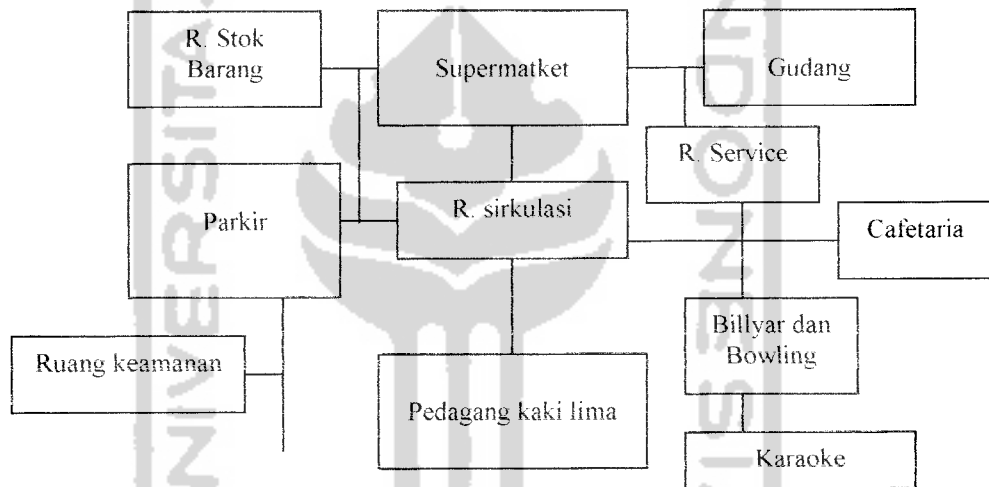 R. Stok
Barang
Supermatket
Gudang
R. Service
Parkir
R. sirkulasi
Cafetaria
Billyar dan
Bowling
Ruang keamanan
Pedagang kaki lima
Karaoke